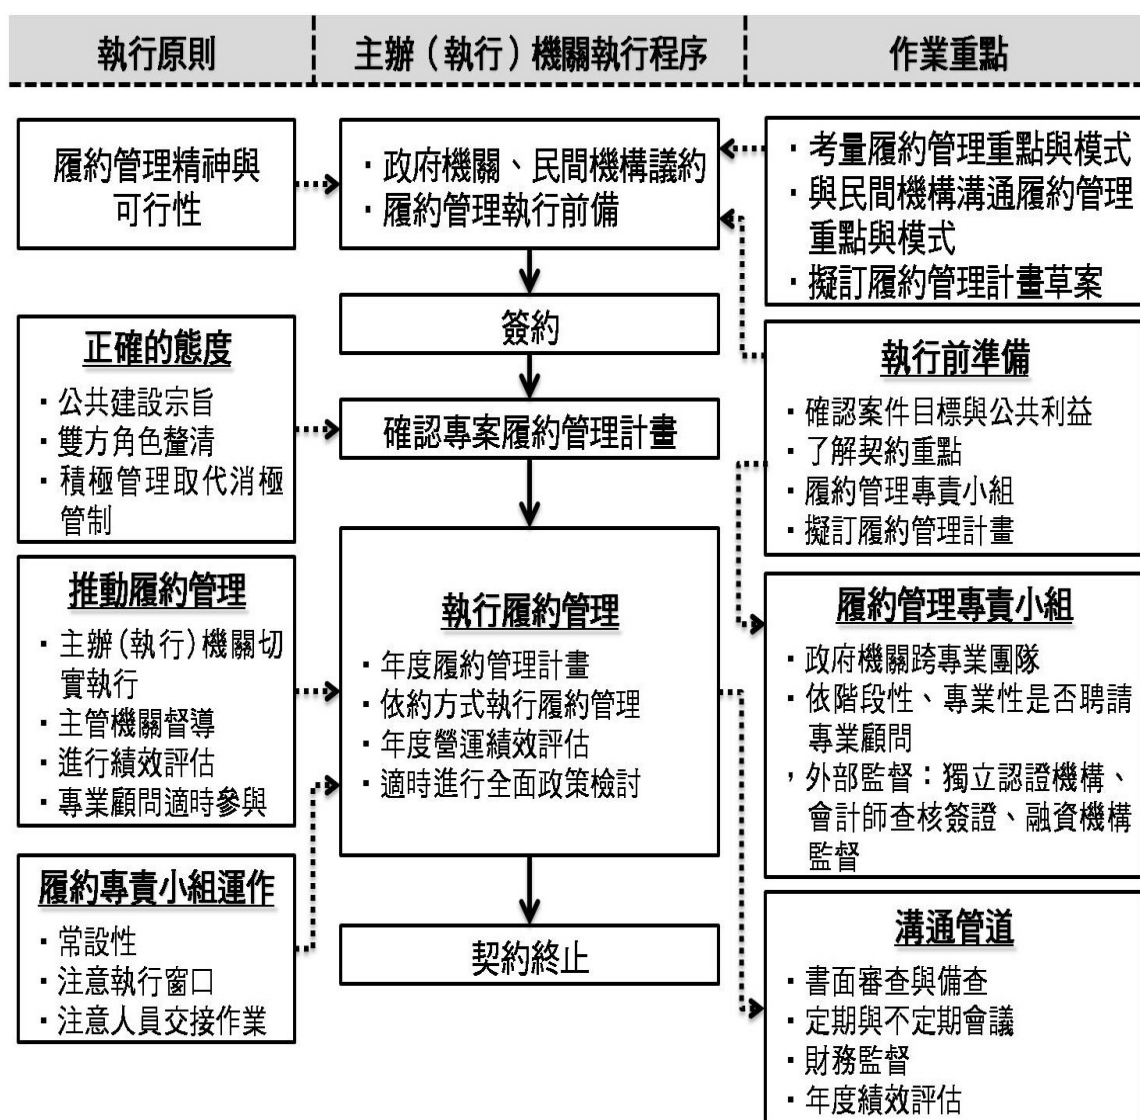 執行原則
主辦（執行）機關執行程序
作業重點
履約管理精神與
可行性
正確的態度
・公共建設宗旨
・雙方角色釐清
・積極管理取代消極
管制
推動履約管理
・主辦(執行)機關切
實執行
・主管機關督導
・進行績效評估
・專業顧問適時參與
履約專責小組運作
・常設性
・注意執行窗口
・注意人員交接作業
・政府機關、民間機構議約
・履約管理執行前備
簽約
確認專案履約管理計畫
執行履約管理
・年度履約管理計畫
・依約方式執行履約管理
・年度營運績效評估
・適時進行全面政策檢討
契約終止
・考量履約管理重點與模式
・與民間機構溝通履約管理
重點與模式
・擬訂履約管理計畫草案
執行前準備
・確認案件目標與公共利益
・了解契約重點
・履約管理專責小組
・擬訂履約管理計畫
履約管理專責小組
・政府機關跨專業團隊
・依階段性、專業性是否聘請
專業顧問
，外部監督：獨立認證機構、
會計師查核簽證、融資機構
監督
溝通管道
・書面審查與備查
・定期與不定期會議
・財務監督
・年度績效評估